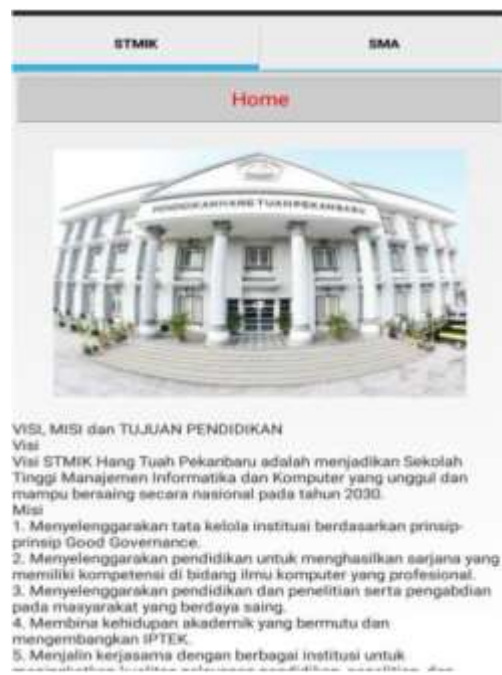 STMIK
SMA
Home
PENDIDIKAN HANG TUAH PEKANBARU
VISI, MISI dan TUJUAN PENDIDIKAN
Visi
Visi STMIK Hang Tuah Pekanbaru adalah menjadikan Sekolah
Tinggi Manajemen Informatika dan Komputer yang unggul dan
mampu bersaing secara nasional pada tahun 2030.
Misi
1. Menyelenggarakan tata kelola institusi berdasarkan prinsip-
prinsip Good Governance.
2. Menyelenggarakan pendidikan untuk menghasilkan sarjana yang
memiliki kompetensi di bidang ilmu komputer yang profesional.
3. Menyelenggarakan pendidikan dan penelitian serta pengabdian
pada masyarakat yang berdaya saing.
4. Membina kehidupan akademik yang bermutu dan
mengembangkan IPTEK.
5. Menjalin kerjasama dengan berbagai institusi untuk